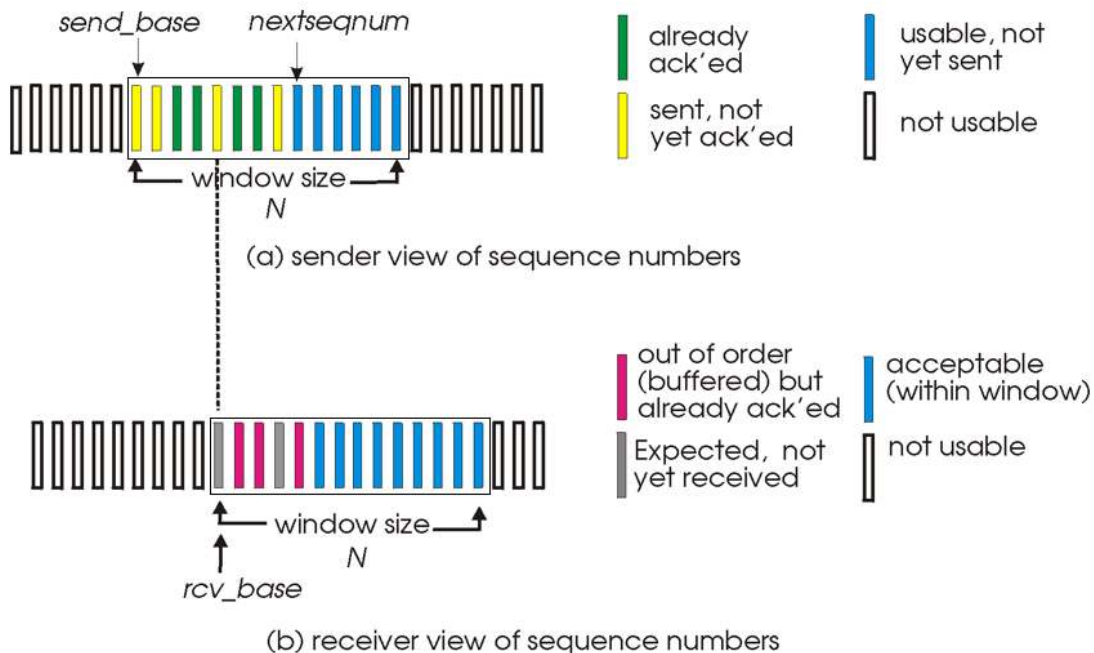 send_base
nextseqnum
already
ack'ed
usable, not
yet sent
sent, not
yet ack'ed
not usable
window size
N
(a) sender view of sequence numbers
out of order
(buffered) but
already ack'ed
acceptable
(within window)
Expected, not
yet received
not usable
window size
N
rcv_base
(b) receiver view of sequence numbers